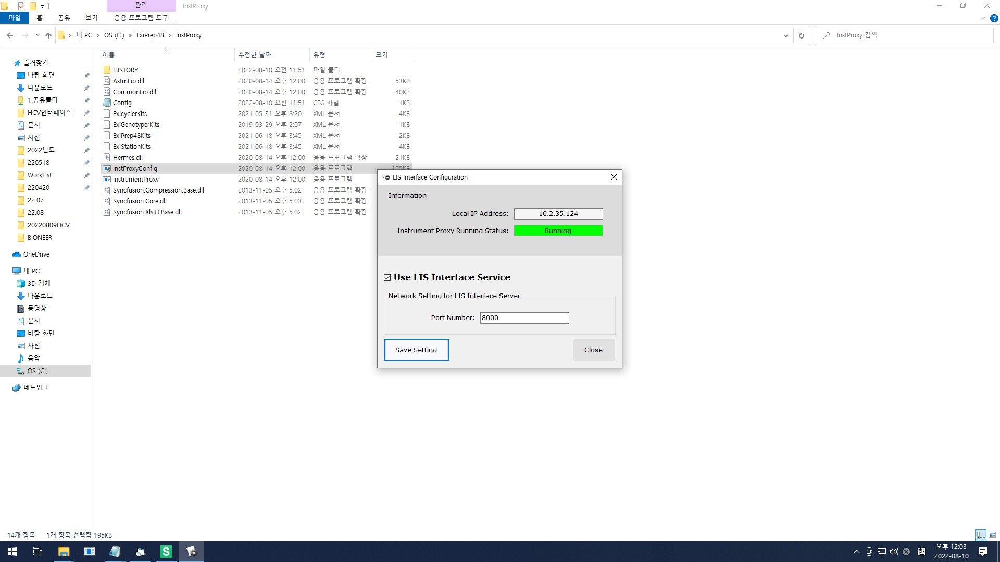 관리
InstProxy
파일
홈
공유
보기
응용 프로그램 도구
내 PC > OS (C:) > ExiPrep48 > InstProxy
InstProxy 검색
이름
수정한 날짜
유형
크기
HISTORY 2022-08-10 오전 11:51 파일 폴더
AstmLib.dll 2020-08-14 오후 12:00 응용 프로그램 확장 53KB
CommonLib.dll 2020-08-14 오후 12:00 응용 프로그램 확장 40KB
Config 2022-08-10 오전 11:51 CFG 파일 1KB
ExicyclerKits 2021-05-31 오후 8:20 XML 문서 4KB
ExiGenotyperKits 2019-03-29 오후 2:07 XML 문서 1KB
ExiPrep48Kits 2021-06-18 오후 3:45 XML 문서 2KB
ExiStationKits 2021-06-18 오후 3:45 XML 문서 4KB
Hermes.dll 2020-08-14 오후 12:00 응용 프로그램 확장 21KB
InstProxyConfig 2020-08-14 오후 12:00 응용 프로그램 195KB
InstrumentProxy 2020-08-14 오후 12:00 응용 프로그램
Syncfusion.Compression.Base.dll 2013-11-05 오후 5:02 응용 프로그램 확장
Syncfusion.Core.dll 2013-11-05 오후 5:03 응용 프로그램 확장
Syncfusion.XlsIO.Base.dll 2013-11-05 오후 5:02 응용 프로그램 확장
즐겨찾기
바탕 화면
다운로드
1.공유폴더
HCV인터페이스
문서
사진
2022년도
220518
WorkList
220420
22.07
22.08
20220809HCV
BIONEER
OneDrive
내 PC
3D 개체
다운로드
동영상
문서
바탕 화면
사진
음악
OS (C:)
네트워크
LIS Interface Configuration
Information
Local IP Address: 10.2.35.124
Instrument Proxy Running Status: Running
Use LIS Interface Service
Network Setting for LIS Interface Server
Port Number: 8000
Save Setting
Close
14개 항목
1개 항목 선택함 195KB
S
한
오후 12:03
2022-08-10